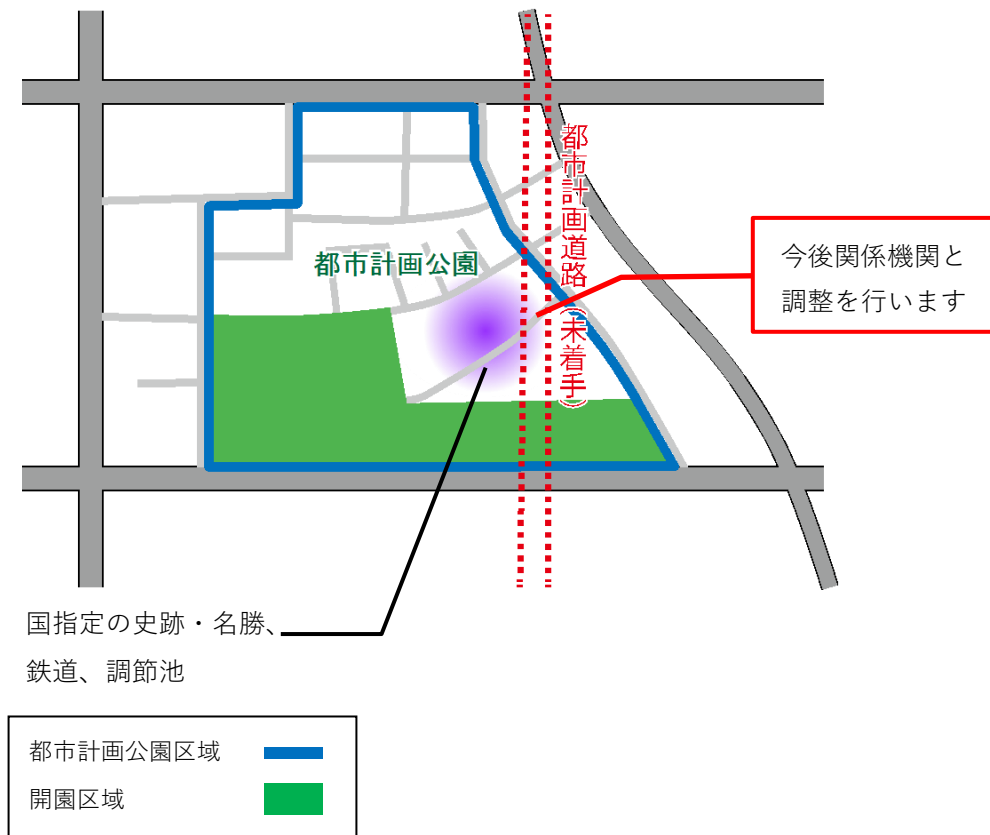 都市計画道路(未着手)
都市計画公園
今後関係機関と
調整を行います
国指定の史跡・名勝、
鉄道、調節池
都市計画公園区域
開園区域